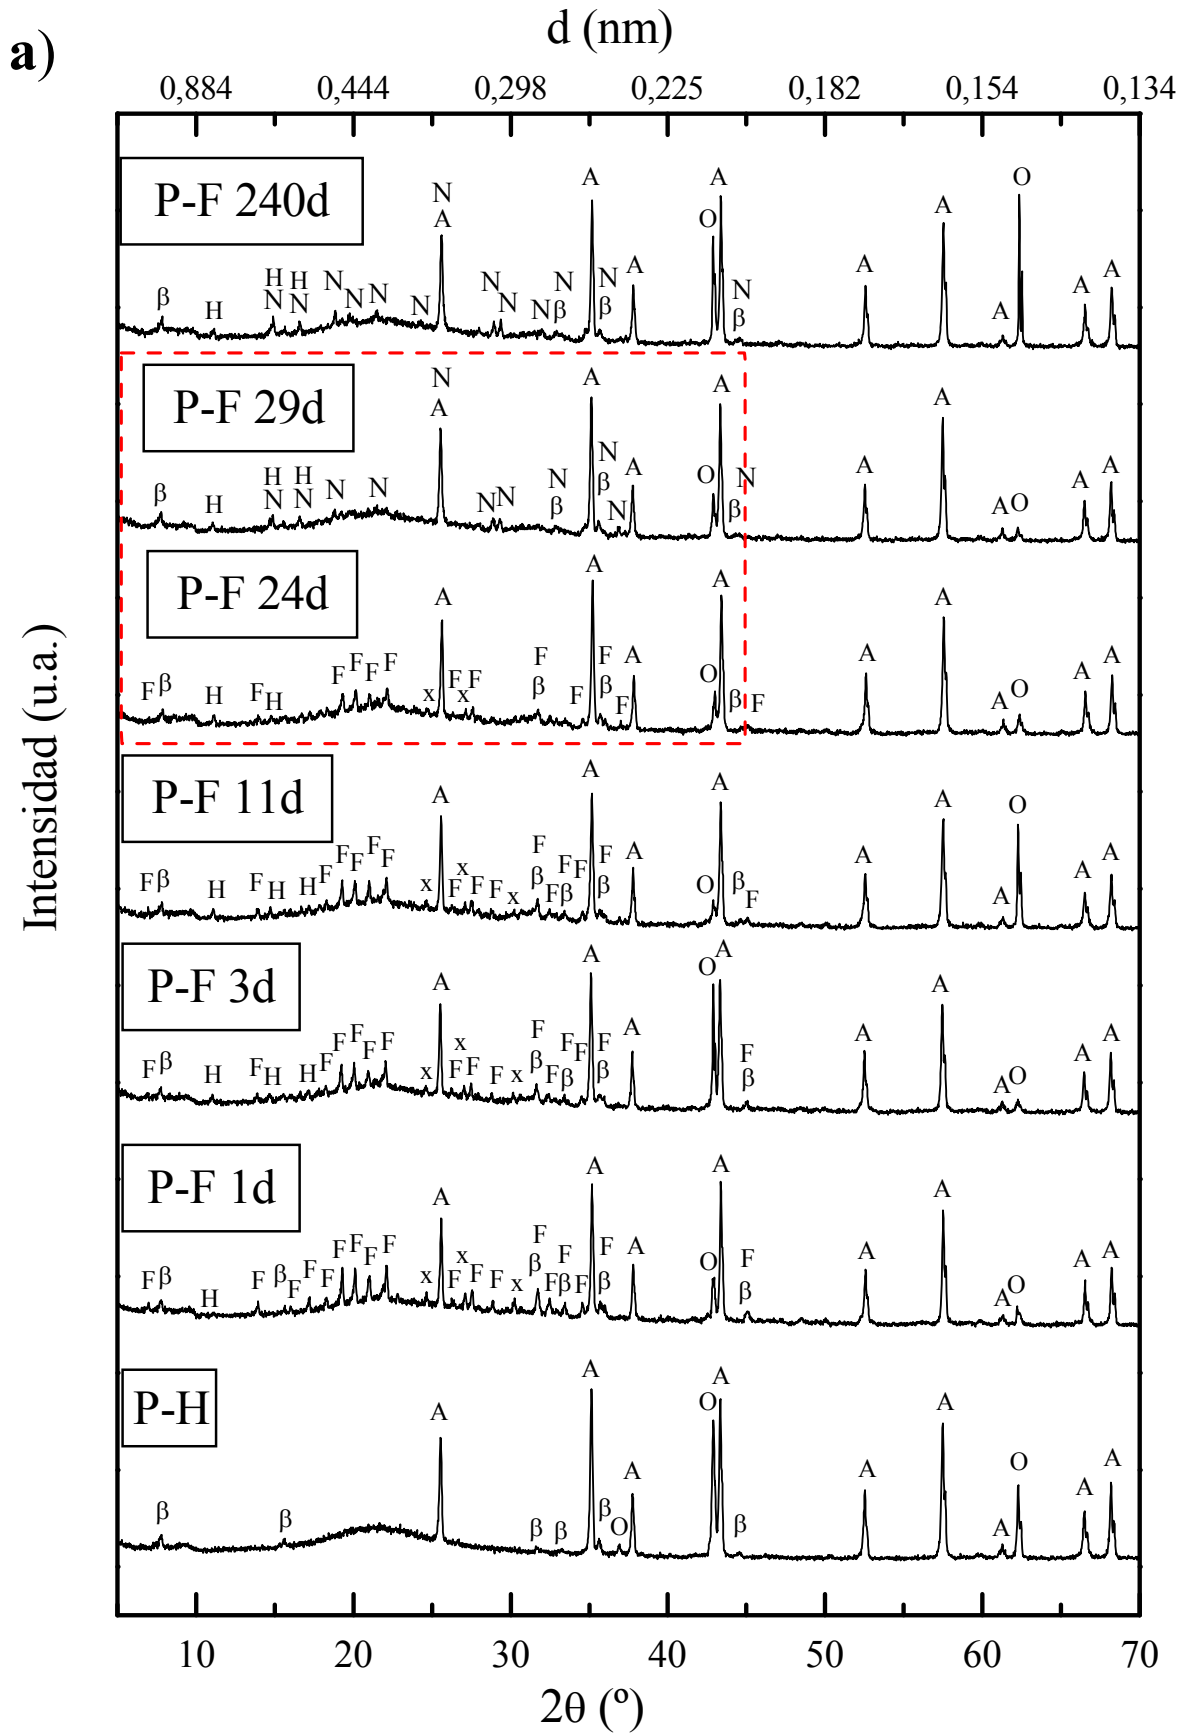 a)
d (nm)
0,884 0,444 0,298 0,225 0,182 0,154 0,134
P-F 240d
β H H N H N N N N N N A N N N N β N β A A O A N β A A A O A A
P-F 29d
β H H N H N N N N A N N N β A N β N A O A N β A A A O A A
P-F 24d
F β H F H F F F F x A F x F F β F A F β F A O A β F A A A O A A
P-F 11d
F β H F H H F F F F F x A F x F F x F β F F β F A F β A O A β F A A A O A A
P-F 3d
F β H F H H F F F F F x A F x F F x F β F F β F A F β A O A F β A A A O A A
P-F 1d
F β H F β F F F F F F F x A F x F F x F β F F β F A F β A O A F β A A A O A A
P-H
β β A β β A β O A O A β A A A O A A
Intensidad (u.a.)
10 20 30 40 50 60 70
2θ (º)